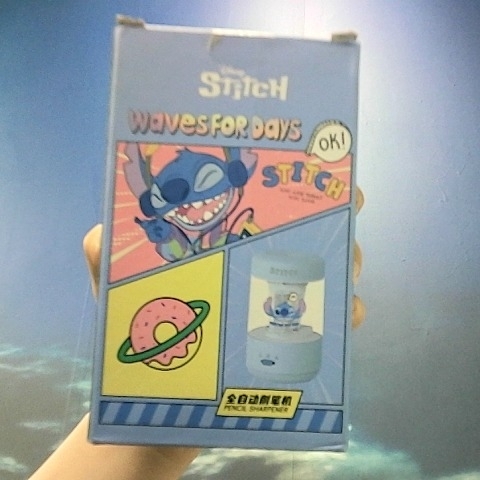 Disney
STITCH
WAVES FOR DAYS
OK!
STITCH
STITCH
全自动削笔机
PENCIL SHARPENER